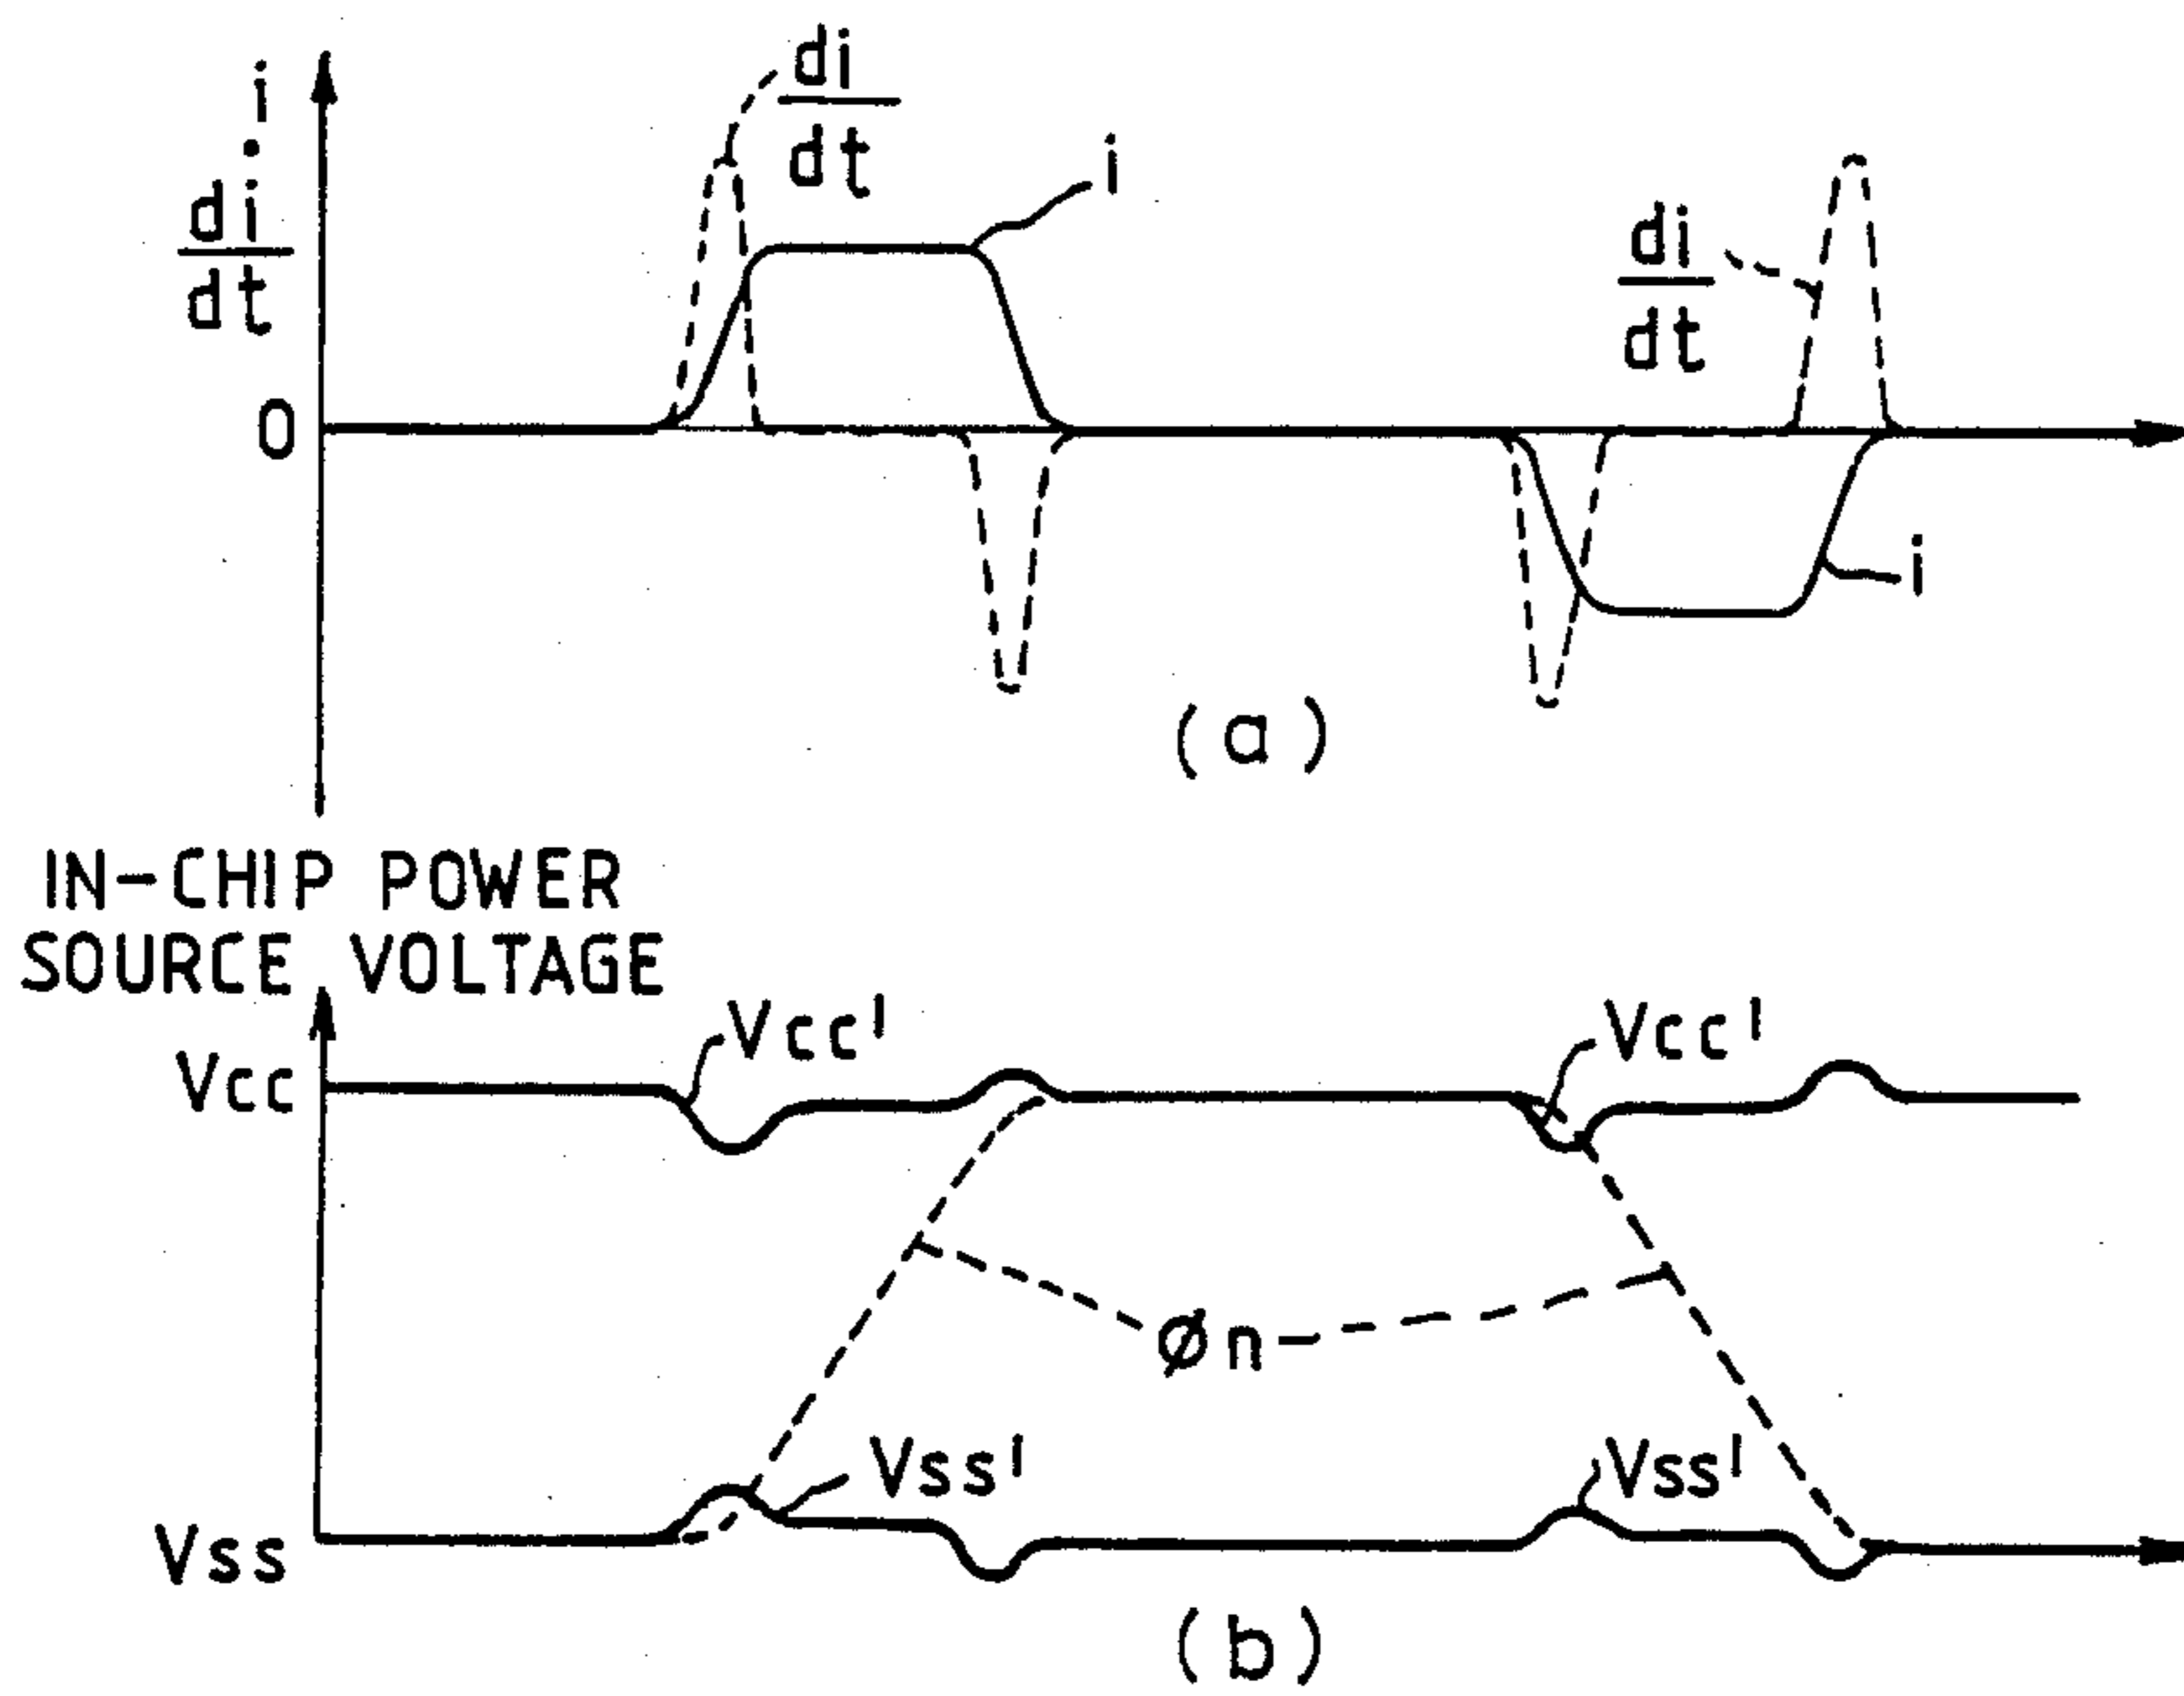 i
•
di
dt
di
dt
i
di
dt
0
i
(a)
IN-CHIP POWER
SOURCE VOLTAGE
Vcc
Vcc'
Vcc'
Øn
Vss'
Vss'
Vss
(b)